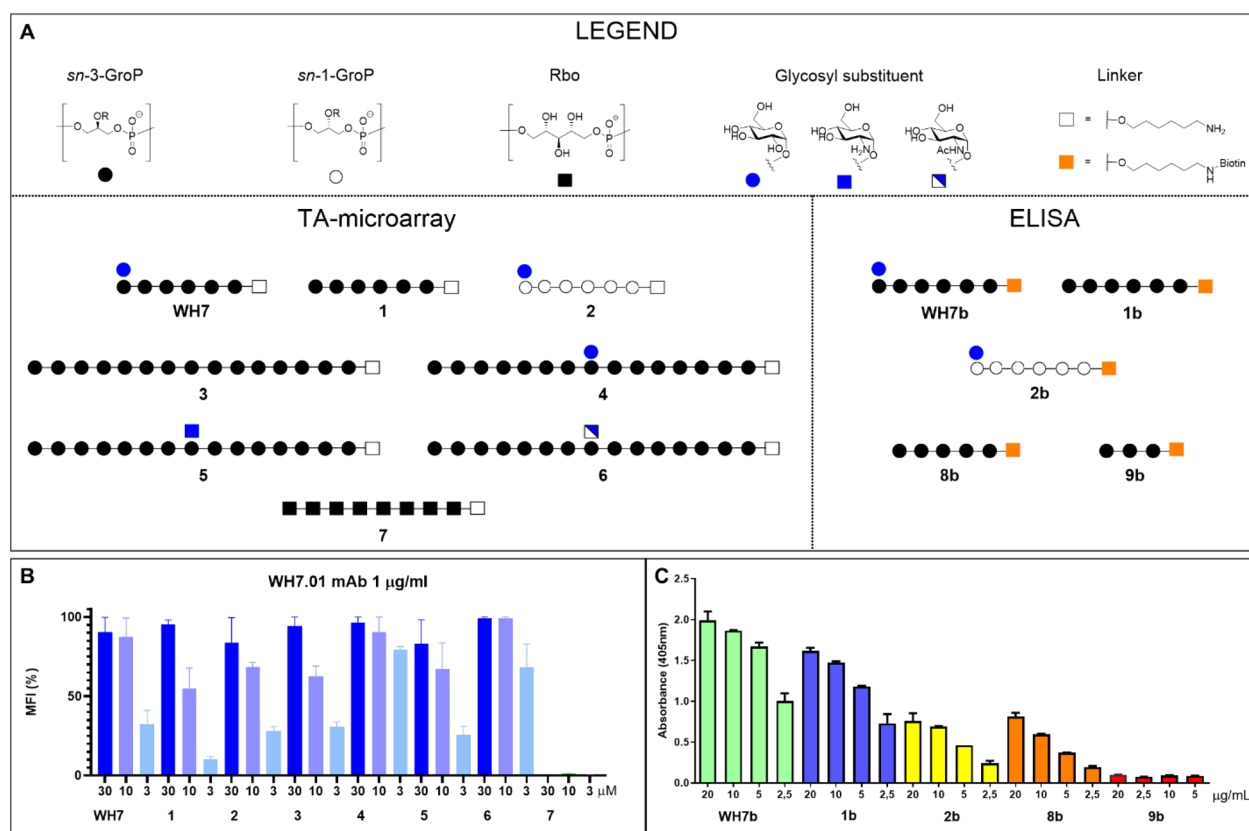 A
LEGEND
sn-3-GroP sn-1-GroP Rbo Glycosyl substituent Linker
OR O P O O⊖ O
OR O P O O⊖ O
OH OH O P O O⊖ O OH
OH HO HO HO O
OH HO HO H2N O
OH HO HO AcHN O
= O NH2
= O N H Biotin
TA-microarray ELISA
WH7 1 2 WH7b 1b
2b
3 4
5 6 8b 9b
7
B
WH7.01 mAb 1 μg/ml
MFI (%)
100
50
0
30 10 3 30 10 3 30 10 3 30 10 3 30 10 3 30 10 3 30 10 3 30 10 3 μM
WH7 1 2 3 4 5 6 7
C
Absorbance (405nm)
2.5
2.0
1.5
1.0
0.5
0.0
20 10 5 2,5 20 10 5 2,5 20 10 5 2,5 20 10 5 2,5 20 10 5 2,5 20 10 5 μg/mL
WH7b 1b 2b 8b 9b